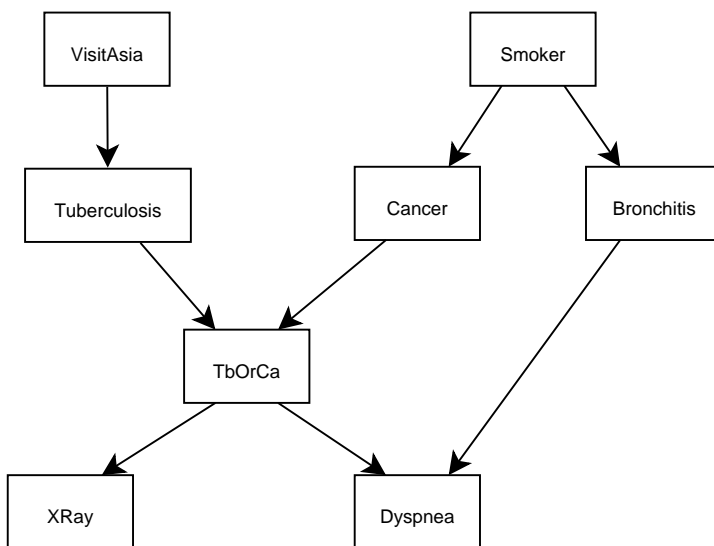 VisitAsia
Smoker
Tuberculosis
Cancer
Bronchitis
TbOrCa
XRay
Dyspnea